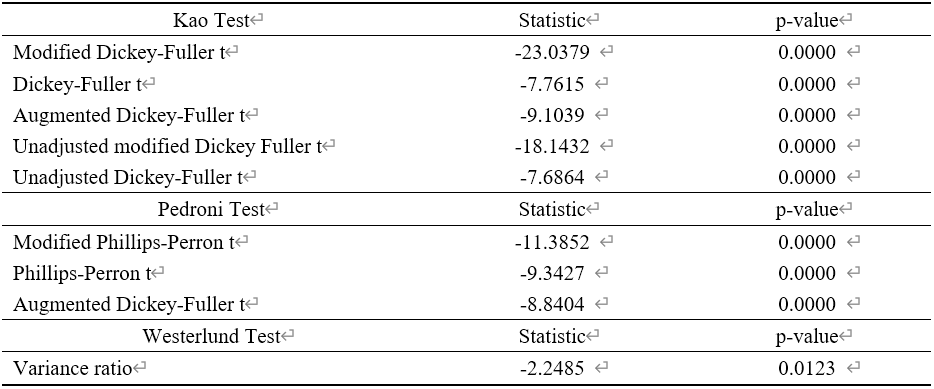 Kao Test↵ Statistic↵ p-value↵
Modified Dickey-Fuller t↵ -23.0379 ↵ 0.0000 ↵
Dickey-Fuller t↵ -7.7615 ↵ 0.0000 ↵
Augmented Dickey-Fuller t↵ -9.1039 ↵ 0.0000 ↵
Unadjusted modified Dickey Fuller t↵ -18.1432 ↵ 0.0000 ↵
Unadjusted Dickey-Fuller t↵ -7.6864 ↵ 0.0000 ↵
Pedroni Test↵ Statistic↵ p-value↵
Modified Phillips-Perron t↵ -11.3852 ↵ 0.0000 ↵
Phillips-Perron t↵ -9.3427 ↵ 0.0000 ↵
Augmented Dickey-Fuller t↵ -8.8404 ↵ 0.0000 ↵
Westerlund Test↵ Statistic↵ p-value↵
Variance ratio↵ -2.2485 ↵ 0.0123 ↵